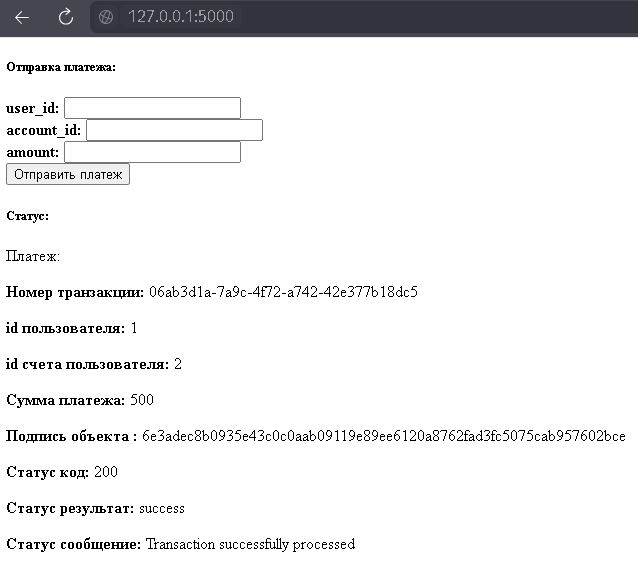 127.0.0.1:5000
Отправка платежа:
user_id:
account_id:
amount:
Отправить платеж
Статус:
Платеж:
Номер транзакции: 06ab3d1a-7a9c-4f72-a742-42e377b18dc5
id пользователя: 1
id счета пользователя: 2
Сумма платежа: 500
Подпись объекта : 6e3adec8b0935e43c0c0aab09119e89ee6120a8762fad3fc5075cab957602bce
Статус код: 200
Статус результат: success
Статус сообщение: Transaction successfully processed